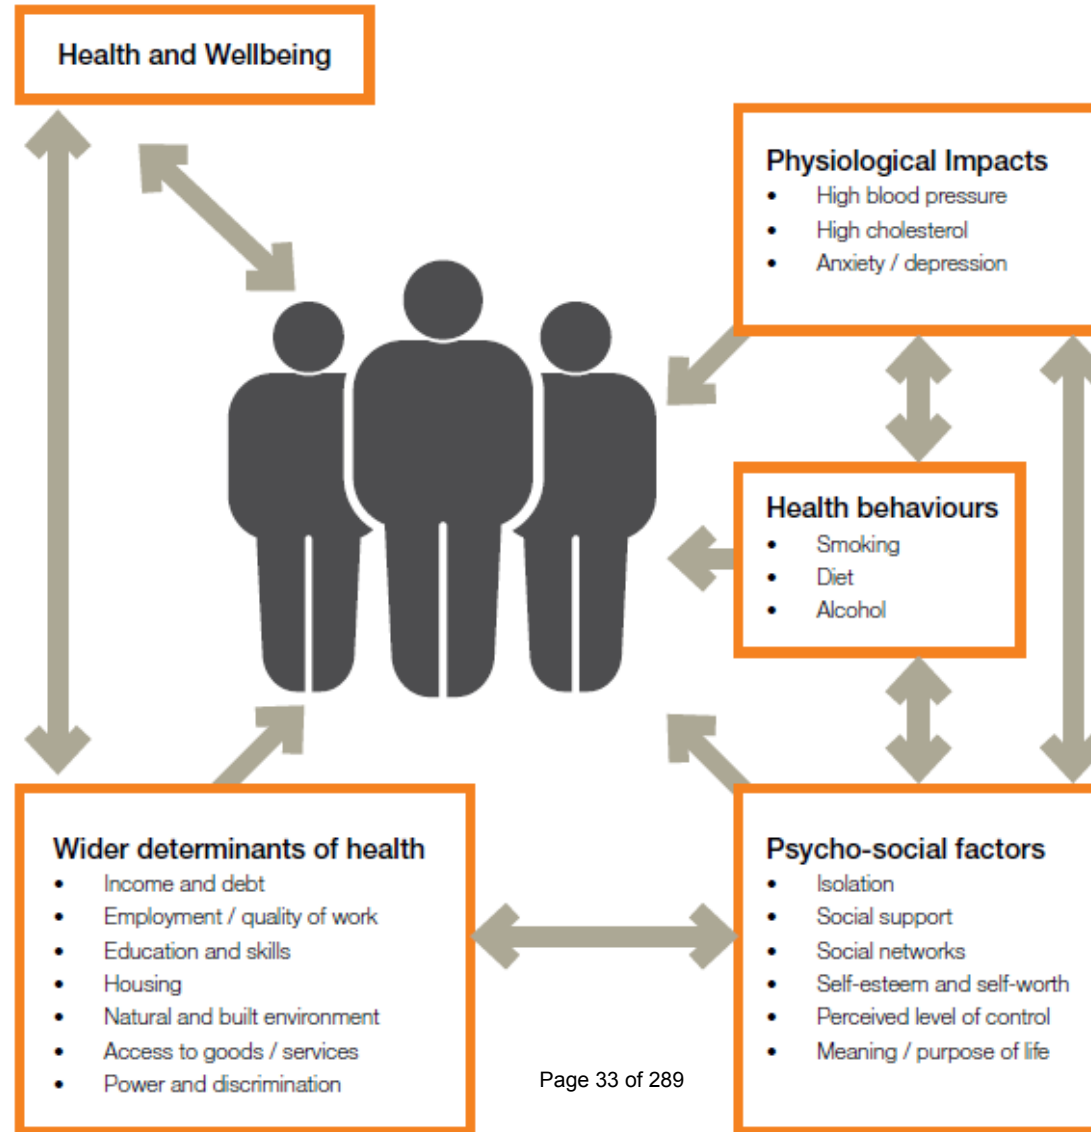 Health and Wellbeing
Physiological Impacts
• High blood pressure
• High cholesterol
• Anxiety / depression
Health behaviours
• Smoking
• Diet
• Alcohol
Wider determinants of health
• Income and debt
• Employment / quality of work
• Education and skills
• Housing
• Natural and built environment
• Access to goods / services
• Power and discrimination
Psycho-social factors
• Isolation
• Social support
• Social networks
• Self-esteem and self-worth
• Perceived level of control
• Meaning / purpose of life
Page 33 of 289